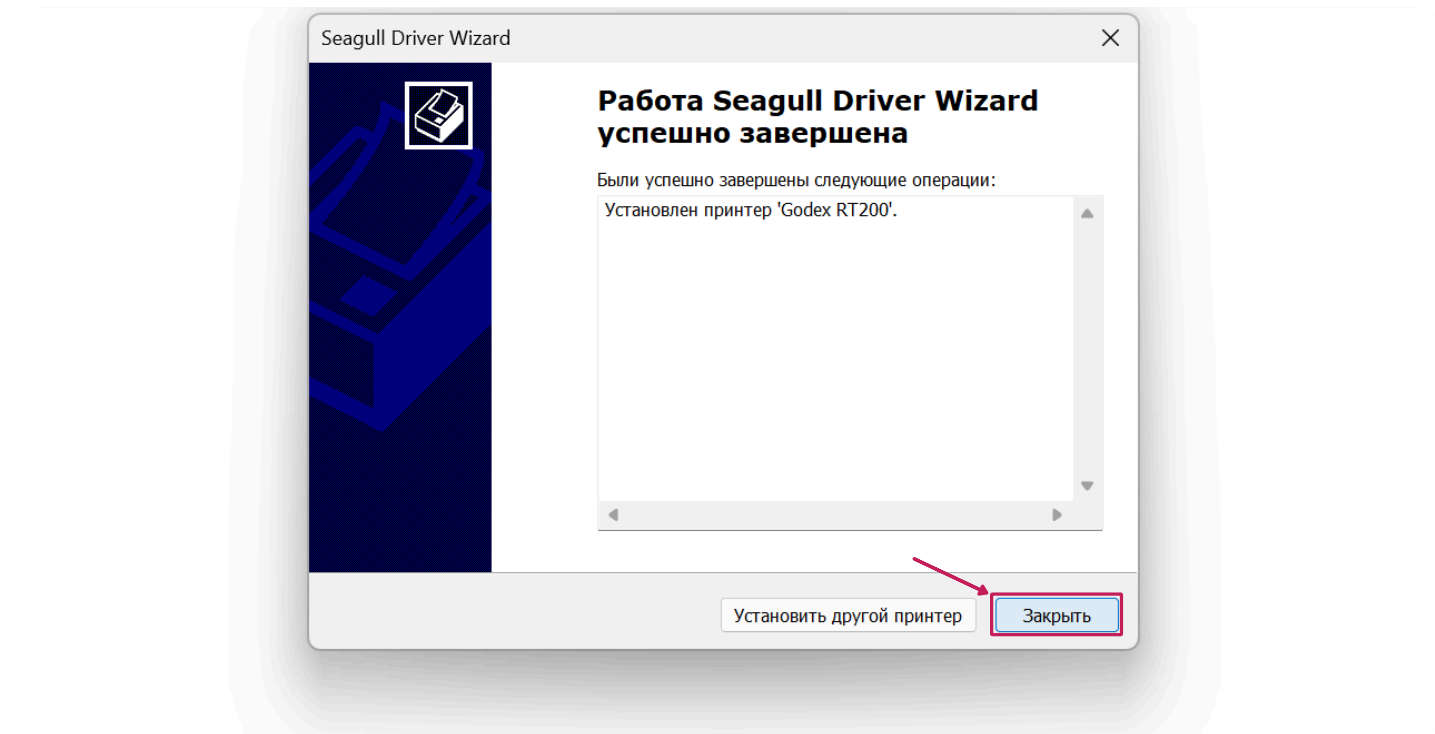 Seagull Driver Wizard
Работа Seagull Driver Wizard
успешно завершена
Были успешно завершены следующие операции:
Установлен принтер 'Godex RT200'.
Установить другой принтер
Закрыть